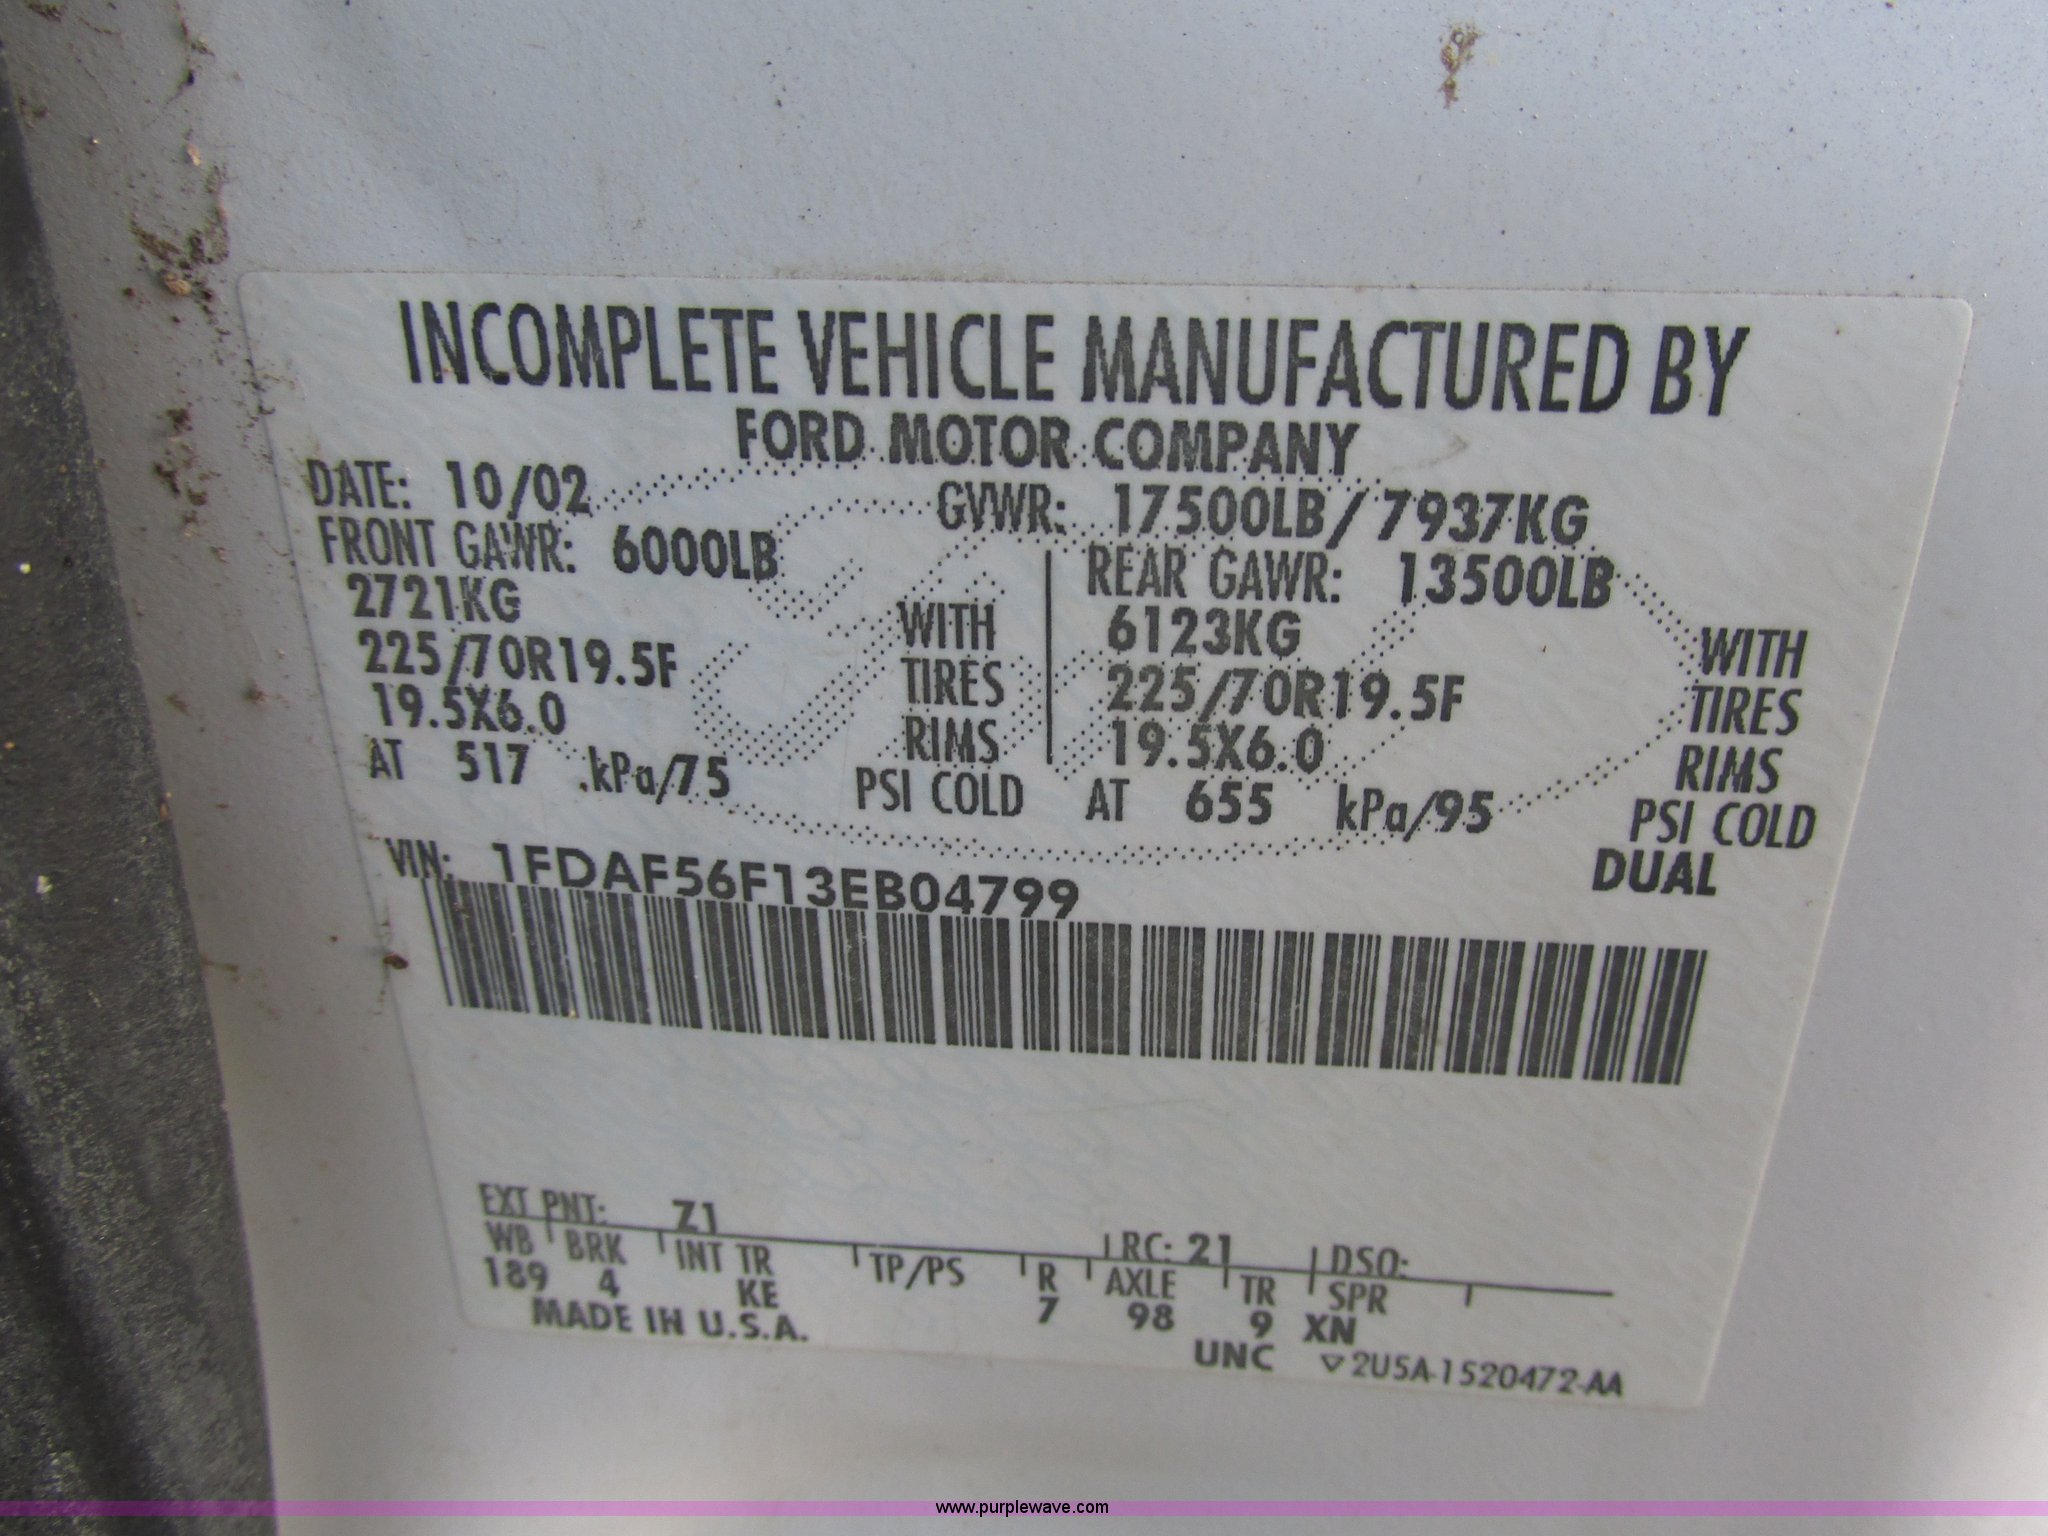 INCOMPLETE VEHICLE MANUFACTURED BY
FORD MOTOR COMPANY
DATE: 10/02 GVWR: 17500LB/7937KG
FRONT GAWR: 6000LB REAR GAWR: 13500LB
2721KG WITH 6123KG WITH
225/70R19.5F TIRES 225/70R19.5F TIRES
19.5X6.0 RIMS 19.5X6.0 RIMS
AT 517 kPa/75 PSI COLD AT 655 kPa/95 PSI COLD
VIN: 1FDAF56F13EB04799 DUAL
EXT PNT: Z1 RC: 21 DSO:
WB BRK INT TR TP/PS R AXLE TR SPR
189 4 KE 7 98 9 XN
MADE IN U.S.A. UNC ▽2U5A-1520472-AA
www.purplewave.com